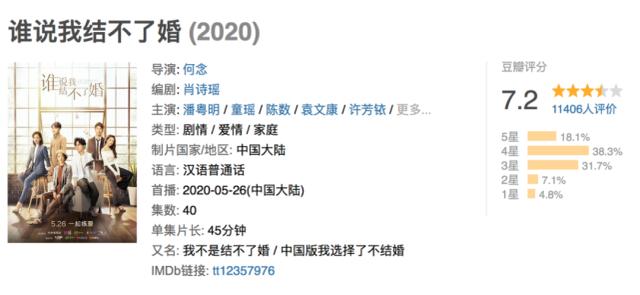 谁说我结不了婚 (2020)
谁说我
结不了婚
5.26 一起练爱
导演: 何念
编剧: 肖诗瑶
主演: 潘粤明 / 童瑶 / 陈数 / 袁文康 / 许芳铱 / 更多...
类型: 剧情 / 爱情 / 家庭
制片国家/地区: 中国大陆
语言: 汉语普通话
首播: 2020-05-26(中国大陆)
集数: 40
单集片长: 45分钟
又名: 我不是结不了婚 / 中国版我选择了不结婚
IMDb链接: tt12357976
豆瓣评分
7.2
11406人评价
5星 18.1%
4星 38.3%
3星 31.7%
2星 7.1%
1星 4.8%